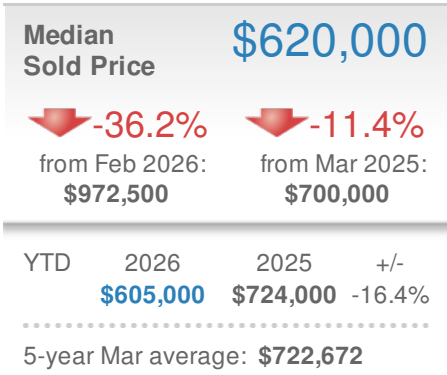 Median
Sold Price
$620,000
-36.2%
from Feb 2026:
$972,500
-11.4%
from Mar 2025:
$700,000
YTD 2026 2025 +/-
$605,000 $724,000 -16.4%
5-year Mar average: $722,672